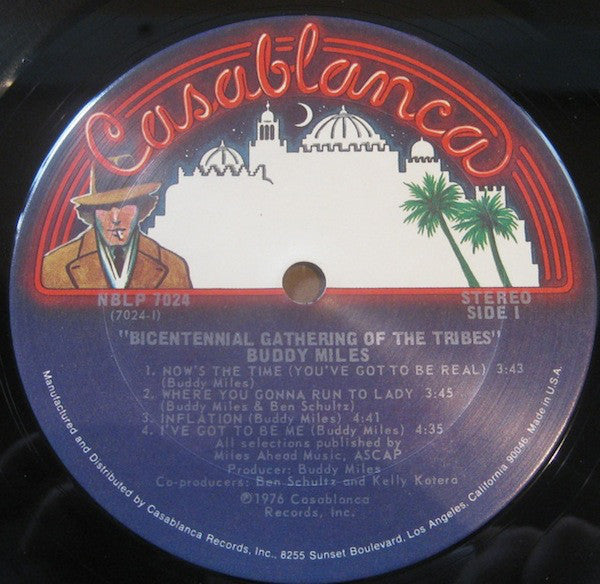 Casablanca
NBLP 7024
(7024-I)
STEREO
SIDE I
"BICENTENNIAL GATHERING OF THE TRIBES"
BUDDY MILES
1. NOW'S THE TIME (YOU'VE GOT TO BE REAL) 3:43
(Buddy Miles)
2. WHERE YOU GONNA RUN TO LADY 3:45
(Buddy Miles & Ben Schultz)
3. INFLATION (Buddy Miles) 4:41
4. I'VE GOT TO BE ME (Buddy Miles) 4:35
All selections published by
Miles Ahead Music, ASCAP
Producer: Buddy Miles
Co-producers: Ben Schultz and Kelly Kotera
℗1976 Casablanca
Records, Inc.
Manufactured and Distributed by Casablanca Records, Inc., 8255 Sunset Boulevard, Los Angeles, California 90046, Made in U.S.A.